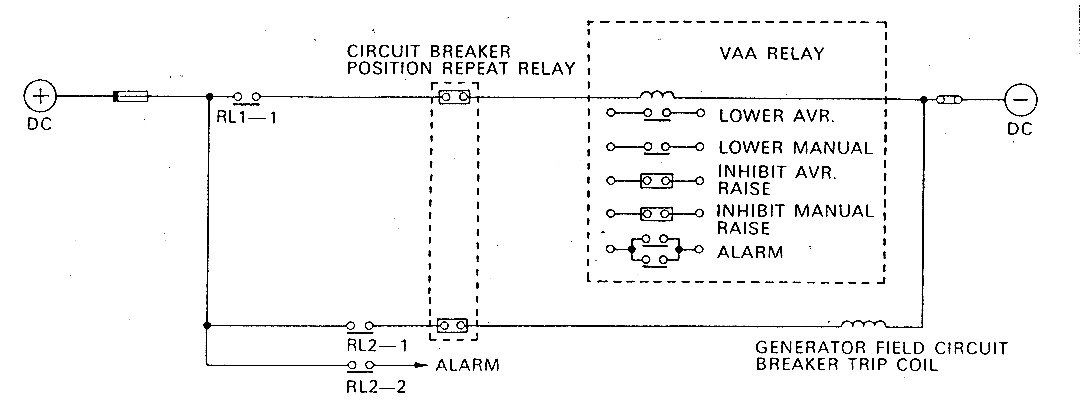 CIRCUIT BREAKER
POSITION REPEAT RELAY
VAA RELAY
+
DC
RL1—1
−
DC
LOWER AVR.
LOWER MANUAL
INHIBIT AVR.
RAISE
INHIBIT MANUAL
RAISE
ALARM
RL2—1
GENERATOR FIELD CIRCUIT
BREAKER TRIP COIL
ALARM
RL2—2